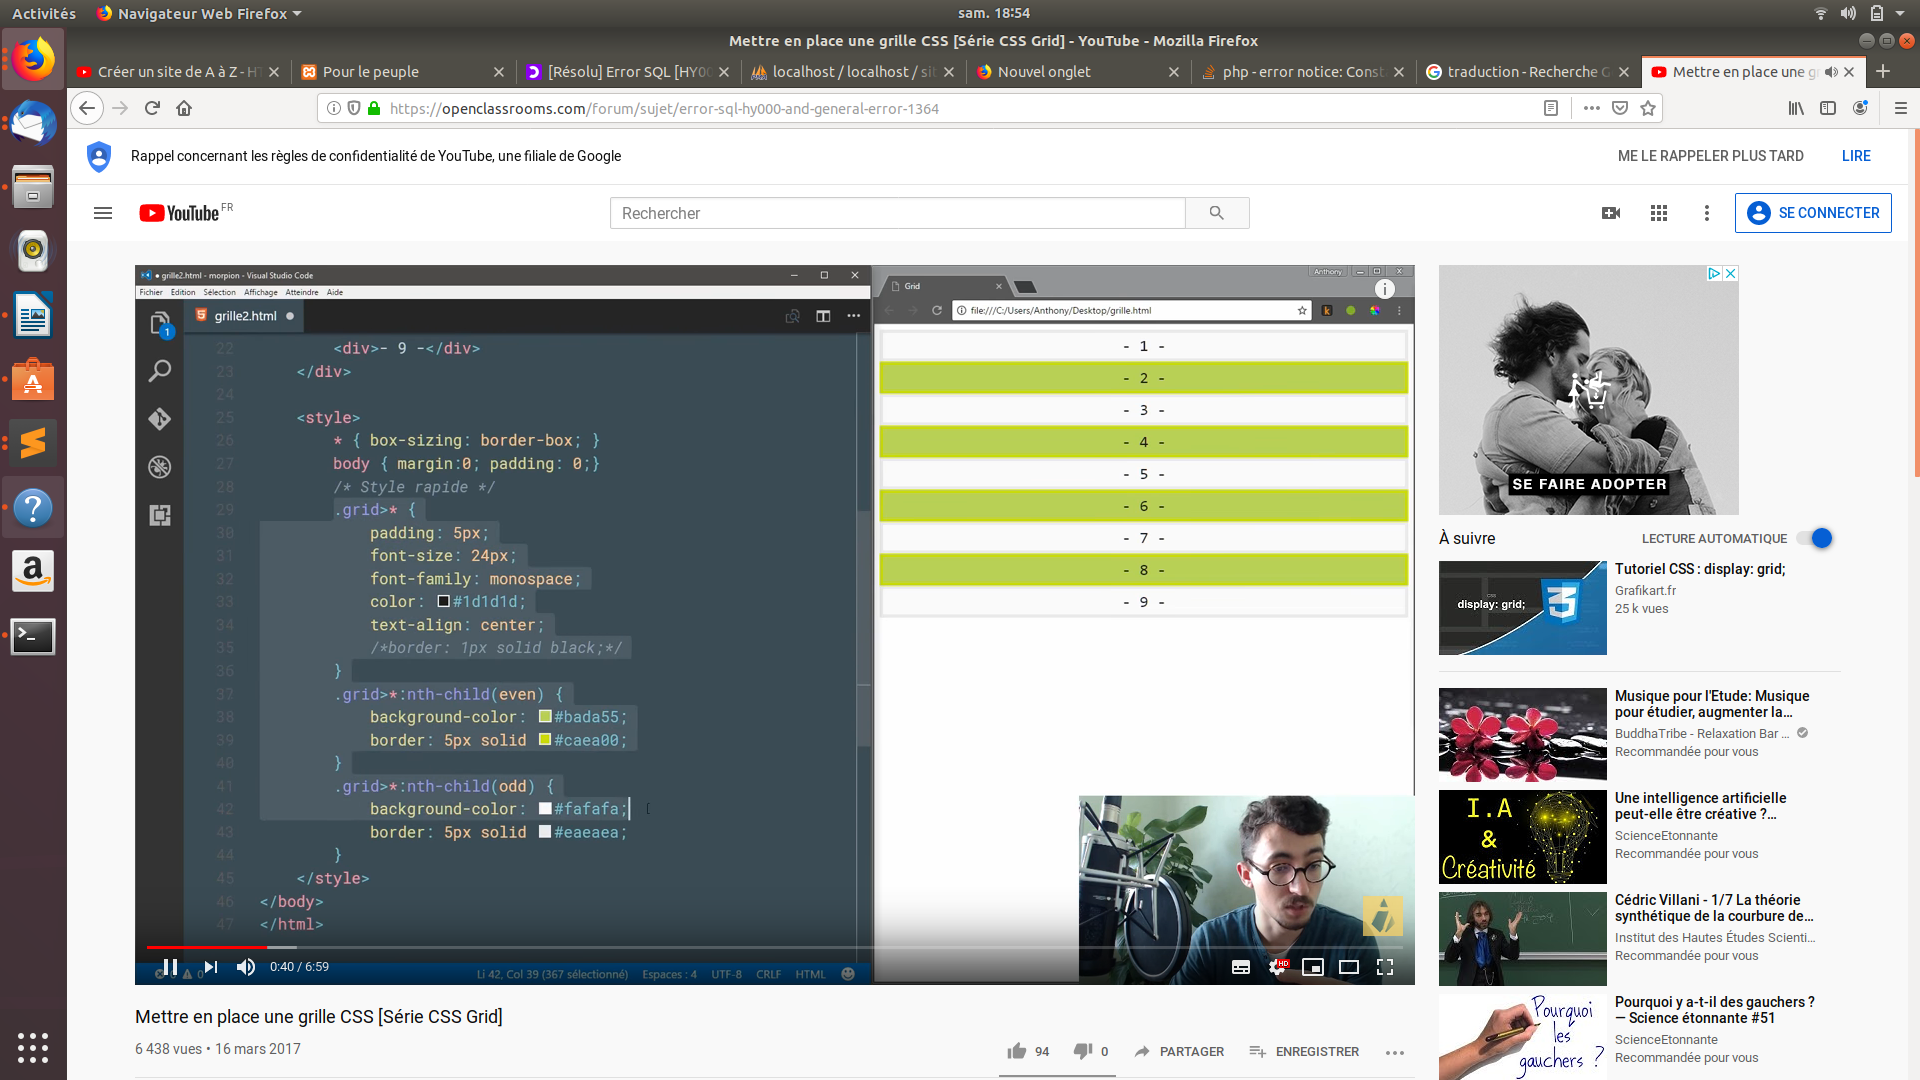 Activités
Navigateur Web Firefox
sam. 18:54
Mettre en place une grille CSS [Série CSS Grid] - YouTube - Mozilla Firefox
Créer un site de A à Z - HT
Pour le peuple
[Résolu] Error SQL [HY00
localhost / localhost / sit
Nouvel onglet
php - error notice: Const
traduction - Recherche G
Mettre en place une gr
https://openclassrooms.com/forum/sujet/error-sql-hy000-and-general-error-1364
Rappel concernant les règles de confidentialité de YouTube, une filiale de Google
ME LE RAPPELER PLUS TARD
LIRE
YouTube FR
Rechercher
SE CONNECTER
grille2.html - morpion - Visual Studio Code
Fichier Edition Sélection Affichage Atteindre Aide
1
grille2.html
22 <div>- 9 -</div>
23 </div>
24
25 <style>
26 * { box-sizing: border-box; }
27 body { margin:0; padding: 0;}
28 /* Style rapide */
29 .grid>* {
30 padding: 5px;
31 font-size: 24px;
32 font-family: monospace;
33 color: #1d1d1d;
34 text-align: center;
35 /*border: 1px solid black;*/
36 }
37 .grid>*:nth-child(even) {
38 background-color: #bada55;
39 border: 5px solid #caea00;
40 }
41 .grid>*:nth-child(odd) {
42 background-color: #fafafa;
43 border: 5px solid #eaeaea;
44 }
45 </style>
46 </body>
47 </html>
0:40 / 6:59
Li 42, Col 39 (367 sélectionné) Espaces : 4 UTF-8 CRLF HTML
Anthony
Grid
file:///C:/Users/Anthony/Desktop/grille.html
- 1 -
- 2 -
- 3 -
- 4 -
- 5 -
- 6 -
- 7 -
- 8 -
- 9 -
HD
Mettre en place une grille CSS [Série CSS Grid]
6 438 vues • 16 mars 2017
94
0
PARTAGER
ENREGISTRER
SE FAIRE ADOPTER
À suivre
LECTURE AUTOMATIQUE
display: grid;
Tutoriel CSS : display: grid;
Grafikart.fr
25 k vues
Musique pour l'Etude: Musique
pour étudier, augmenter la...
BuddhaTribe - Relaxation Bar ...
Recommandée pour vous
I.A
&
Créativité
Une intelligence artificielle
peut-elle être créative ?...
ScienceEtonnante
Recommandée pour vous
Cédric Villani - 1/7 La théorie
synthétique de la courbure de...
Institut des Hautes Études Scienti...
Recommandée pour vous
Pourquoi
les
gauchers ?
Pourquoi y a-t-il des gauchers ?
— Science étonnante #51
ScienceEtonnante
Recommandée pour vous